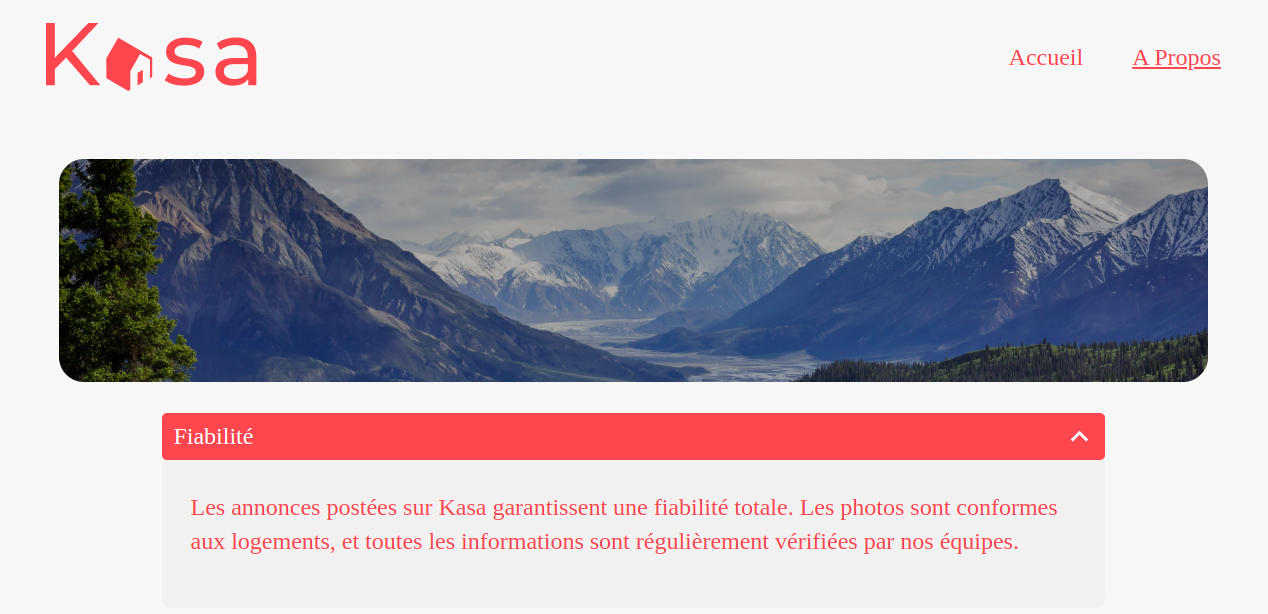 Kasa
Accueil
A Propos
Fiabilité
Les annonces postées sur Kasa garantissent une fiabilité totale. Les photos sont conformes
aux logements, et toutes les informations sont régulièrement vérifiées par nos équipes.